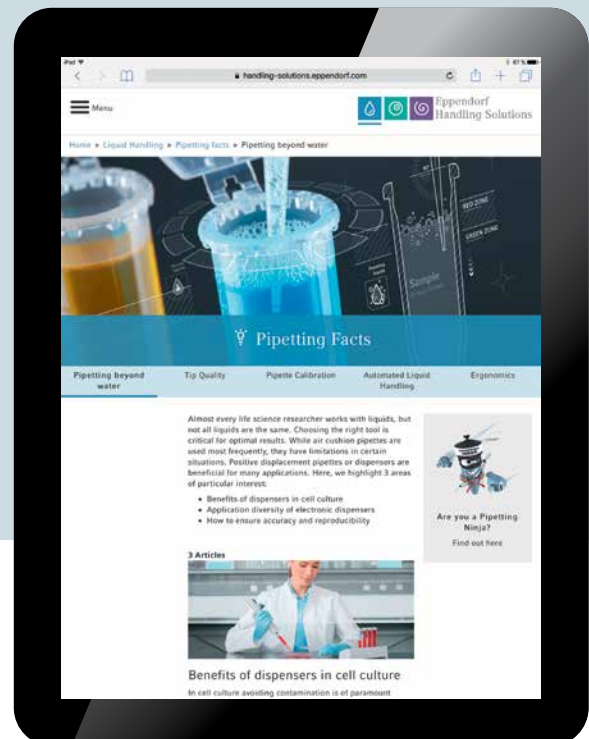 iPad
87 %
handling-solutions.eppendorf.com
Menu
Eppendorf
Handling Solutions
Home » Liquid Handling » Pipetting facts » Pipetting beyond water
RED ZONE
GREEN ZONE
Sample
Pipetting Facts
Pipetting beyond
water
Tip Quality
Pipette Calibration
Automated Liquid
Handling
Ergonomics
Almost every life science researcher works with liquids, but
not all liquids are the same. Choosing the right tool is
critical for optimal results. While air cushion pipettes are
used most frequently, they have limitations in certain
situations. Positive displacement pipettes or dispensers are
beneficial for many applications. Here, we highlight 3 areas
of particular interest:
• Benefits of dispensers in cell culture
• Application diversity of electronic dispensers
• How to ensure accuracy and reproducibility
Are you a Pipetting
Ninja?
Find out here
3 Articles
Benefits of dispensers in cell culture
In cell culture avoiding contamination is of paramount